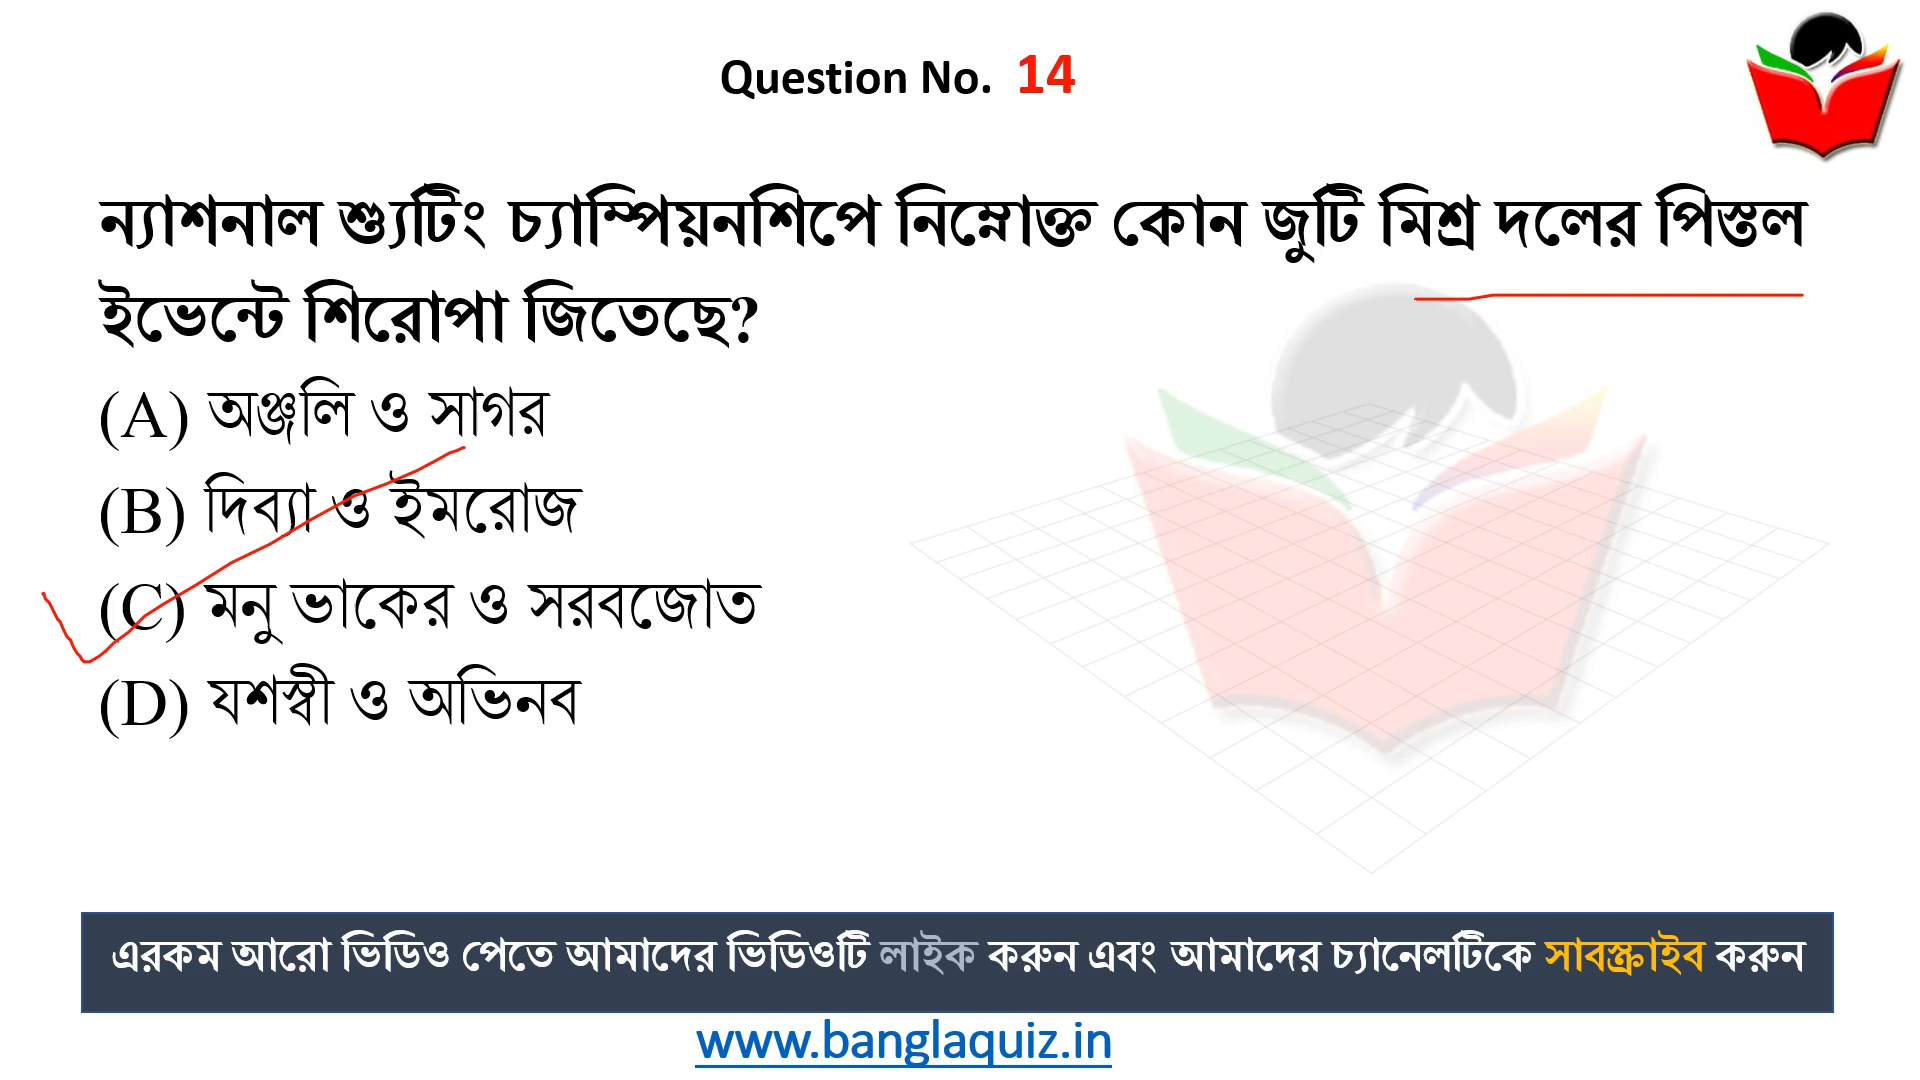 Question No. 14
ন্যাশনাল শ্যুটিং চ্যাম্পিয়নশিপে নিম্নোক্ত কোন জুটি মিশ্র দলের পিস্তল
ইভেন্টে শিরোপা জিতেছে?
(A) অঞ্জলি ও সাগর
(B) দিব্যা ও ইমরোজ
(C) মনু ভাকের ও সরবজোত
(D) যশস্বী ও অভিনব
এরকম আরো ভিডিও পেতে আমাদের ভিডিওটি লাইক করুন এবং আমাদের চ্যানেলটিকে সাবস্ক্রাইব করুন
www.banglaquiz.in